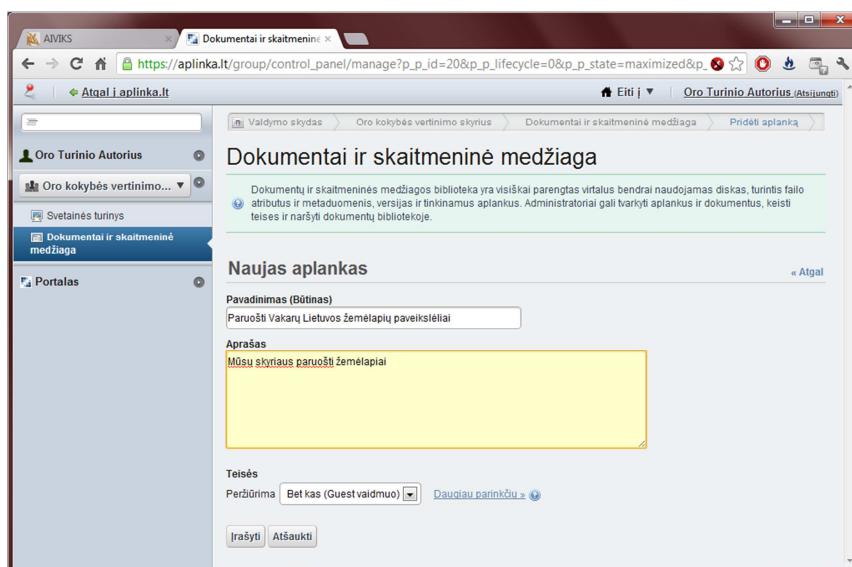 AIVIKS
Dokumentai ir skaitmeninė
https://aplinka.lt/group/control_panel/manage?p_p_id=20&p_p_lifecycle=0&p_p_state=maximized&p_
Atgal į aplinka.lt
Eiti į ▼ Oro Turinio Autorius (Atsijungti)
Valdymo skydas Oro kokybės vertinimo skyrius Dokumentai ir skaitmeninė medžiaga Pridėti aplanką
Oro Turinio Autorius
Oro kokybės vertinimo... ▼
Svetainės turinys
Dokumentai ir skaitmeninė
medžiaga
Portalas
Dokumentai ir skaitmeninė medžiaga
Dokumentų ir skaitmeninės medžiagos biblioteka yra visiškai parengtas virtualus bendrai naudojamas diskas, turintis failo
atributus ir metaduomenis, versijas ir tinkinamus aplankus. Administratoriai gali tvarkyti aplankus ir dokumentus, keisti
teises ir naršyti dokumentų bibliotekoje.
Naujas aplankas
« Atgal
Pavadinimas (Būtinas)
Paruošti Vakarų Lietuvos žemėlapių paveikslėliai
Aprašas
Mūsų skyriaus paruošti žemėlapiai
Teisės
Peržiūrima Bet kas (Guest vaidmuo) Daugiau parinkčių »
Įrašyti Atšaukti